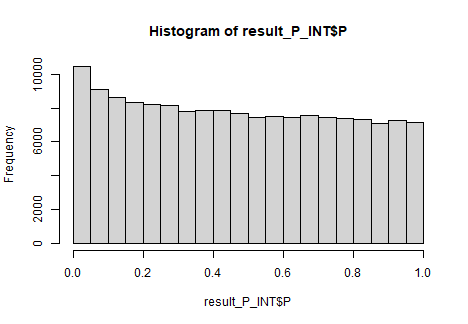 Histogram of result_P_INT$P
Frequency
10000
6000
2000
0
0.0 0.2 0.4 0.6 0.8 1.0
result_P_INT$P